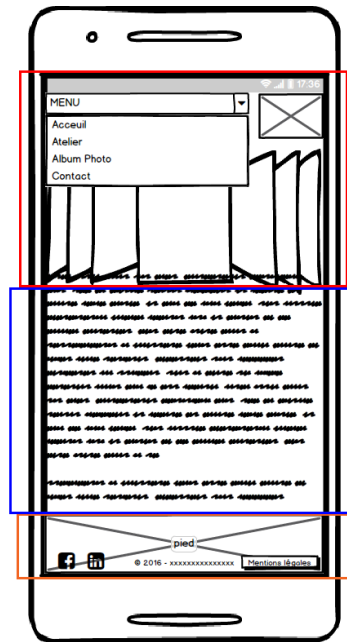 17:36
MENU
Acceuil
Atelier
Album Photo
Contact
pied
© 2016 - xxxxxxxxxxxxxxx
Mentions légales